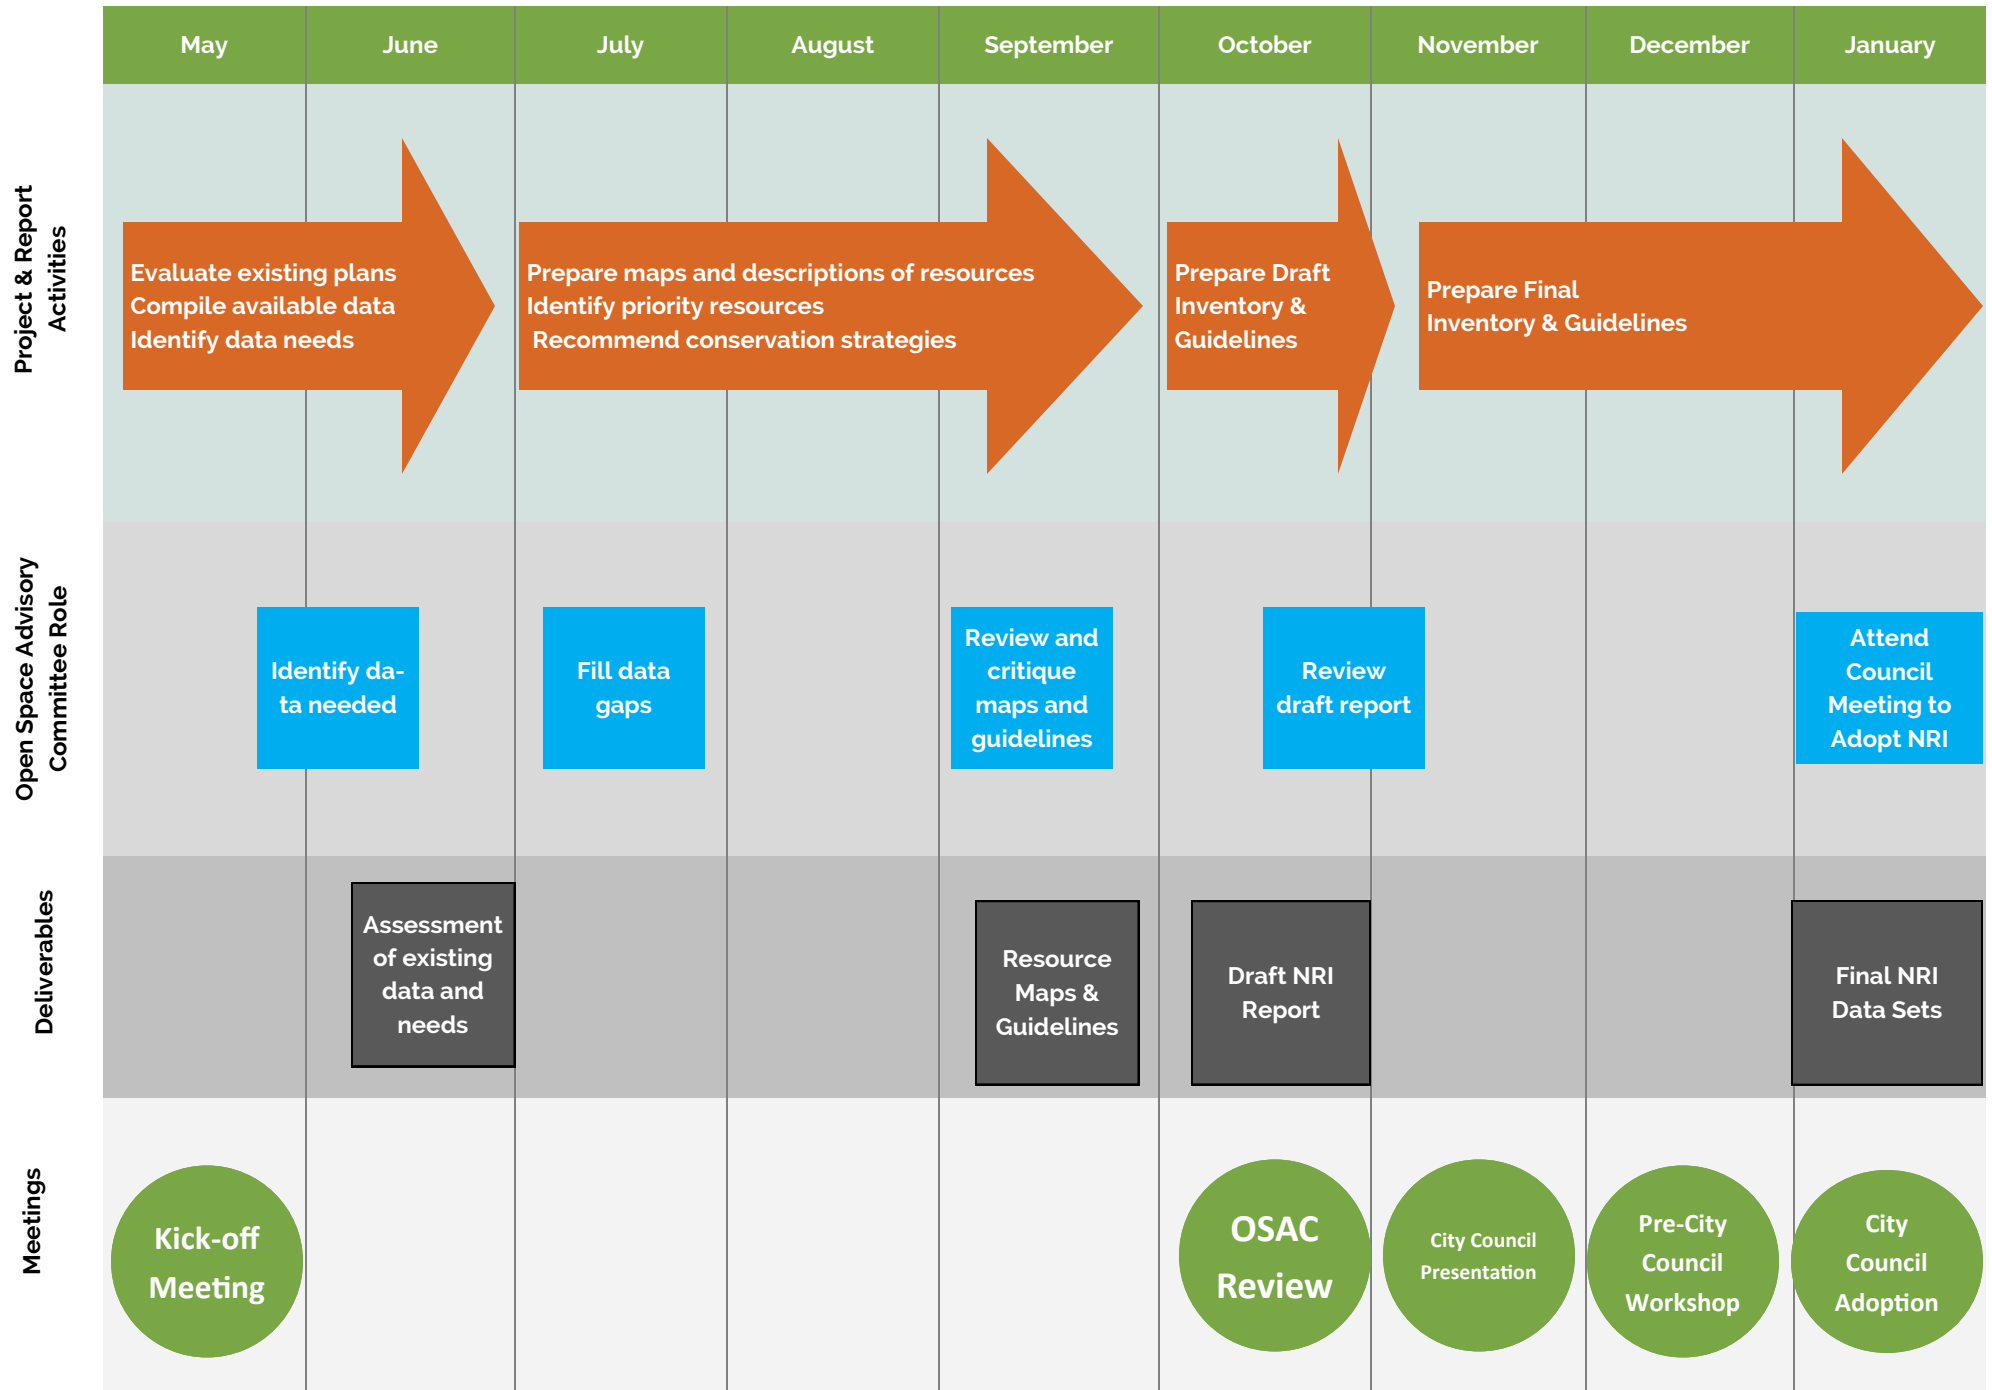 May
June
July
August
September
October
November
December
January
Project & Report
Activities
Evaluate existing plans
Compile available data
Identify data needs
Prepare maps and descriptions of resources
Identify priority resources
Recommend conservation strategies
Prepare Draft
Inventory &
Guidelines
Prepare Final
Inventory & Guidelines
Open Space Advisory
Committee Role
Identify da-
ta needed
Fill data
gaps
Review and
critique
maps and
guidelines
Review
draft report
Attend
Council
Meeting to
Adopt NRI
Deliverables
Assessment
of existing
data and
needs
Resource
Maps &
Guidelines
Draft NRI
Report
Final NRI
Data Sets
Meetings
Kick-off
Meeting
OSAC
Review
City Council
Presentation
Pre-City
Council
Workshop
City
Council
Adoption